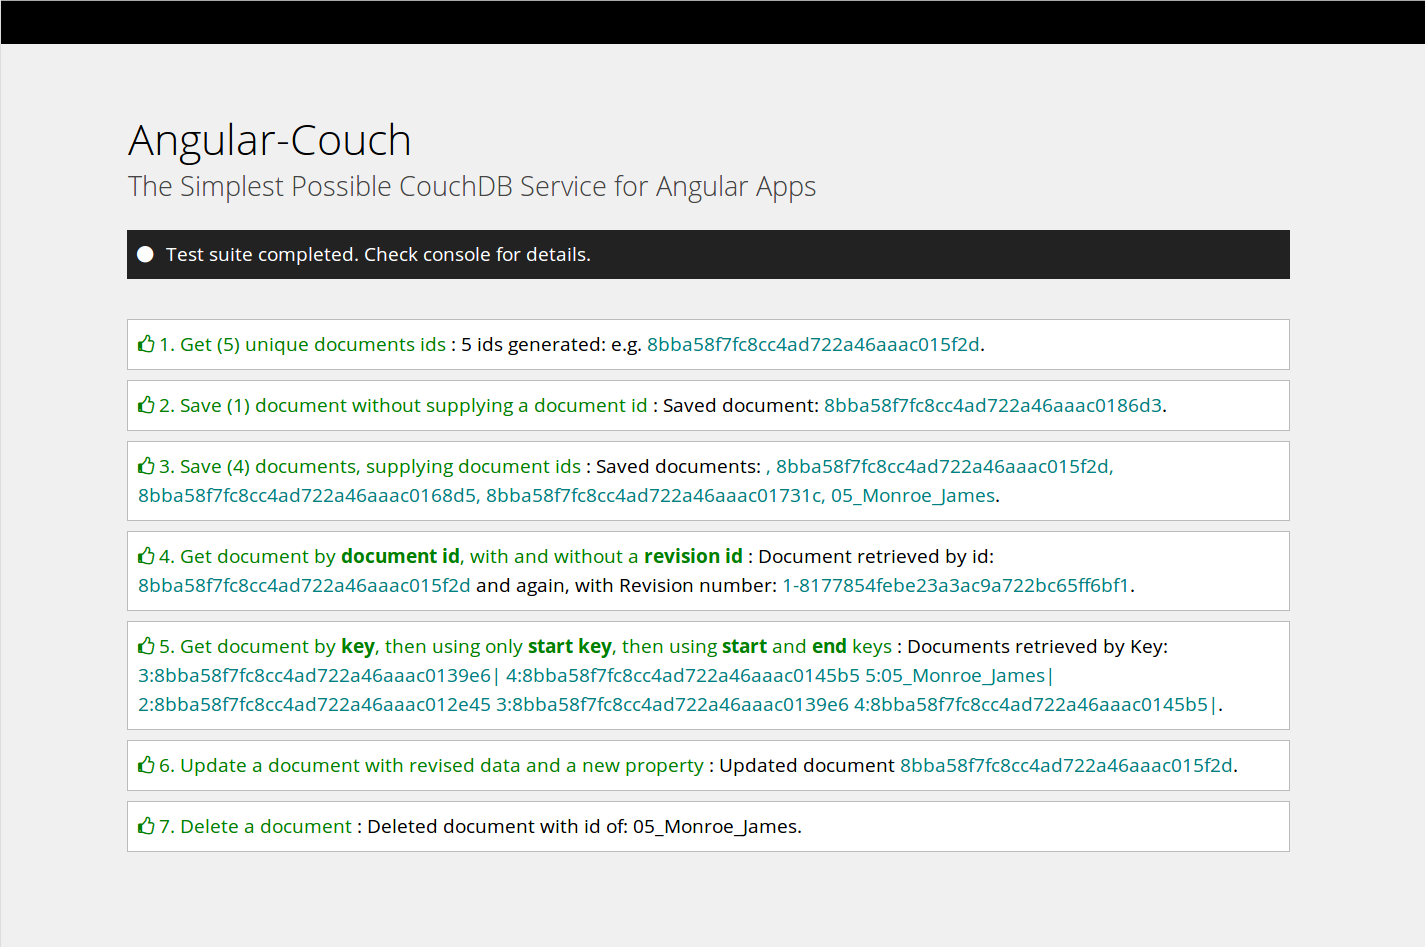 Angular-Couch
The Simplest Possible CouchDB Service for Angular Apps
Test suite completed. Check console for details.
1. Get (5) unique documents ids : 5 ids generated: e.g. 8bba58f7fc8cc4ad722a46aaac015f2d.
2. Save (1) document without supplying a document id : Saved document: 8bba58f7fc8cc4ad722a46aaac0186d3.
3. Save (4) documents, supplying document ids : Saved documents: , 8bba58f7fc8cc4ad722a46aaac015f2d,
8bba58f7fc8cc4ad722a46aaac0168d5, 8bba58f7fc8cc4ad722a46aaac01731c, 05_Monroe_James.
4. Get document by document id, with and without a revision id : Document retrieved by id:
8bba58f7fc8cc4ad722a46aaac015f2d and again, with Revision number: 1-8177854febe23a3ac9a722bc65ff6bf1.
5. Get document by key, then using only start key, then using start and end keys : Documents retrieved by Key:
3:8bba58f7fc8cc4ad722a46aaac0139e6| 4:8bba58f7fc8cc4ad722a46aaac0145b5 5:05_Monroe_James|
2:8bba58f7fc8cc4ad722a46aaac012e45 3:8bba58f7fc8cc4ad722a46aaac0139e6 4:8bba58f7fc8cc4ad722a46aaac0145b5|.
6. Update a document with revised data and a new property : Updated document 8bba58f7fc8cc4ad722a46aaac015f2d.
7. Delete a document : Deleted document with id of: 05_Monroe_James.